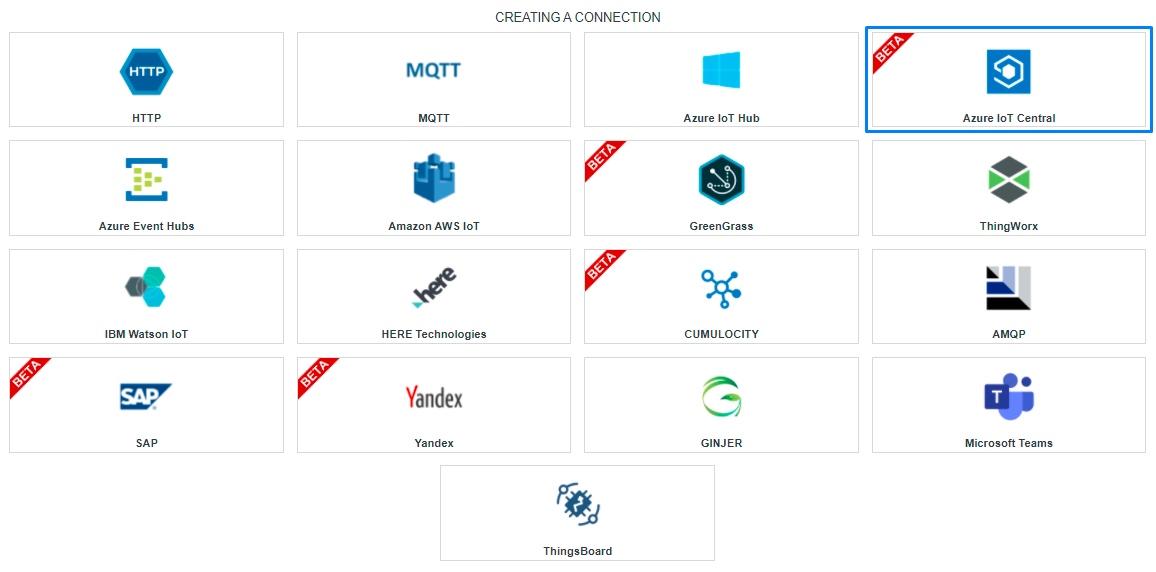 CREATING A CONNECTION
HTTP
HTTP
MQTT
MQTT
Azure IoT Hub
BETA
Azure IoT Central
Azure Event Hubs
Amazon AWS IoT
BETA
GreenGrass
ThingWorx
IBM Watson IoT
here
HERE Technologies
BETA
CUMULOCITY
AMQP
BETA
SAP
SAP
BETA
Yandex
Yandex
GINJER
T
Microsoft Teams
ThingsBoard